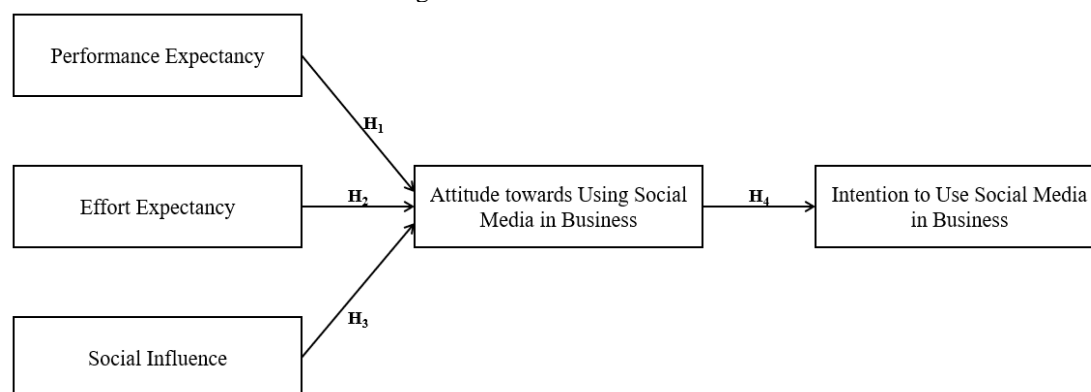 Performance Expectancy
H₁
Effort Expectancy
H₂
Attitude towards Using Social
Media in Business
H₄
Intention to Use Social Media
in Business
H₃
Social Influence